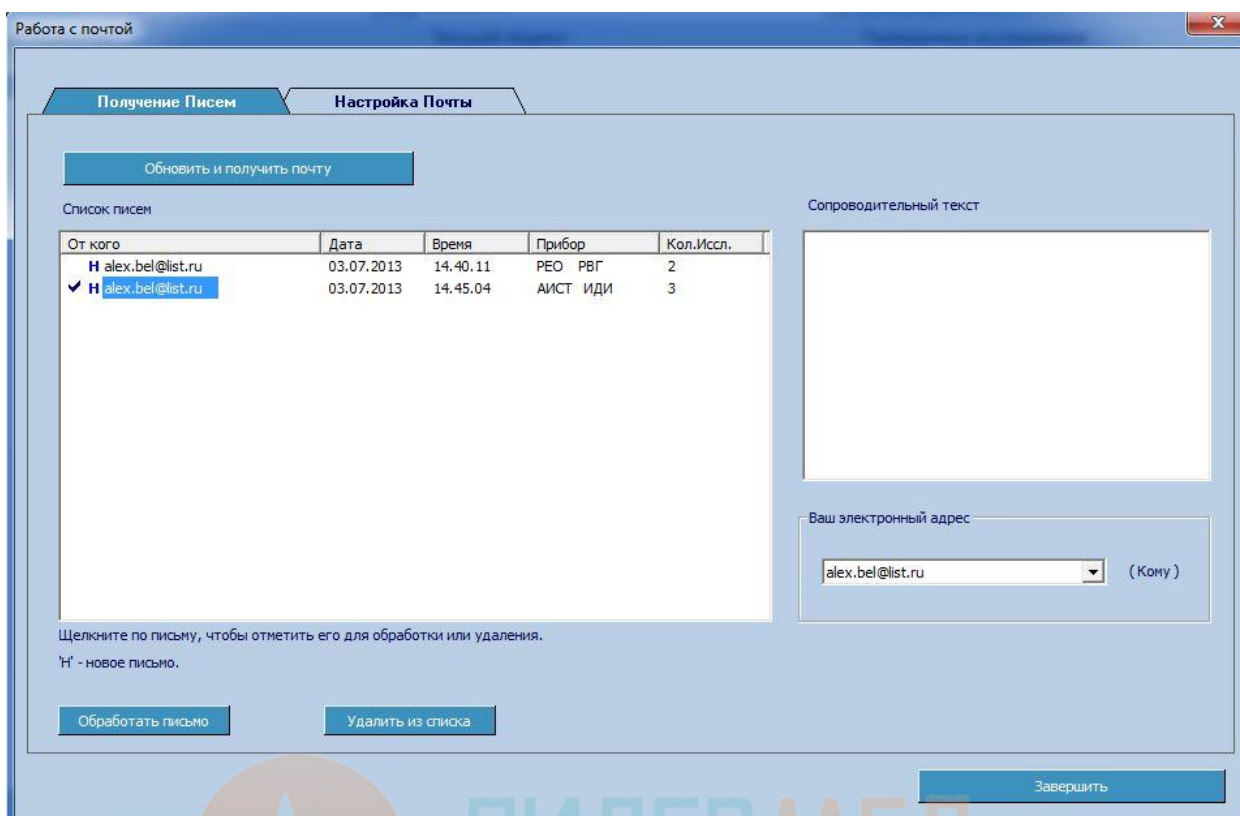 Работа с почтой
Получение Писем
Настройка Почты
Обновить и получить почту
Список писем
Сопроводительный текст
От кого Дата Время Прибор Кол.Иссл.
Н alex.bel@list.ru 03.07.2013 14.40.11 РЕО РВГ 2
✔ Н alex.bel@list.ru 03.07.2013 14.45.04 АИСТ ИДИ 3
Ваш электронный адрес
alex.bel@list.ru (Кому)
Щелкните по письму, чтобы отметить его для обработки или удаления.
'Н' - новое письмо.
Обработать письмо
Удалить из списка
Завершить